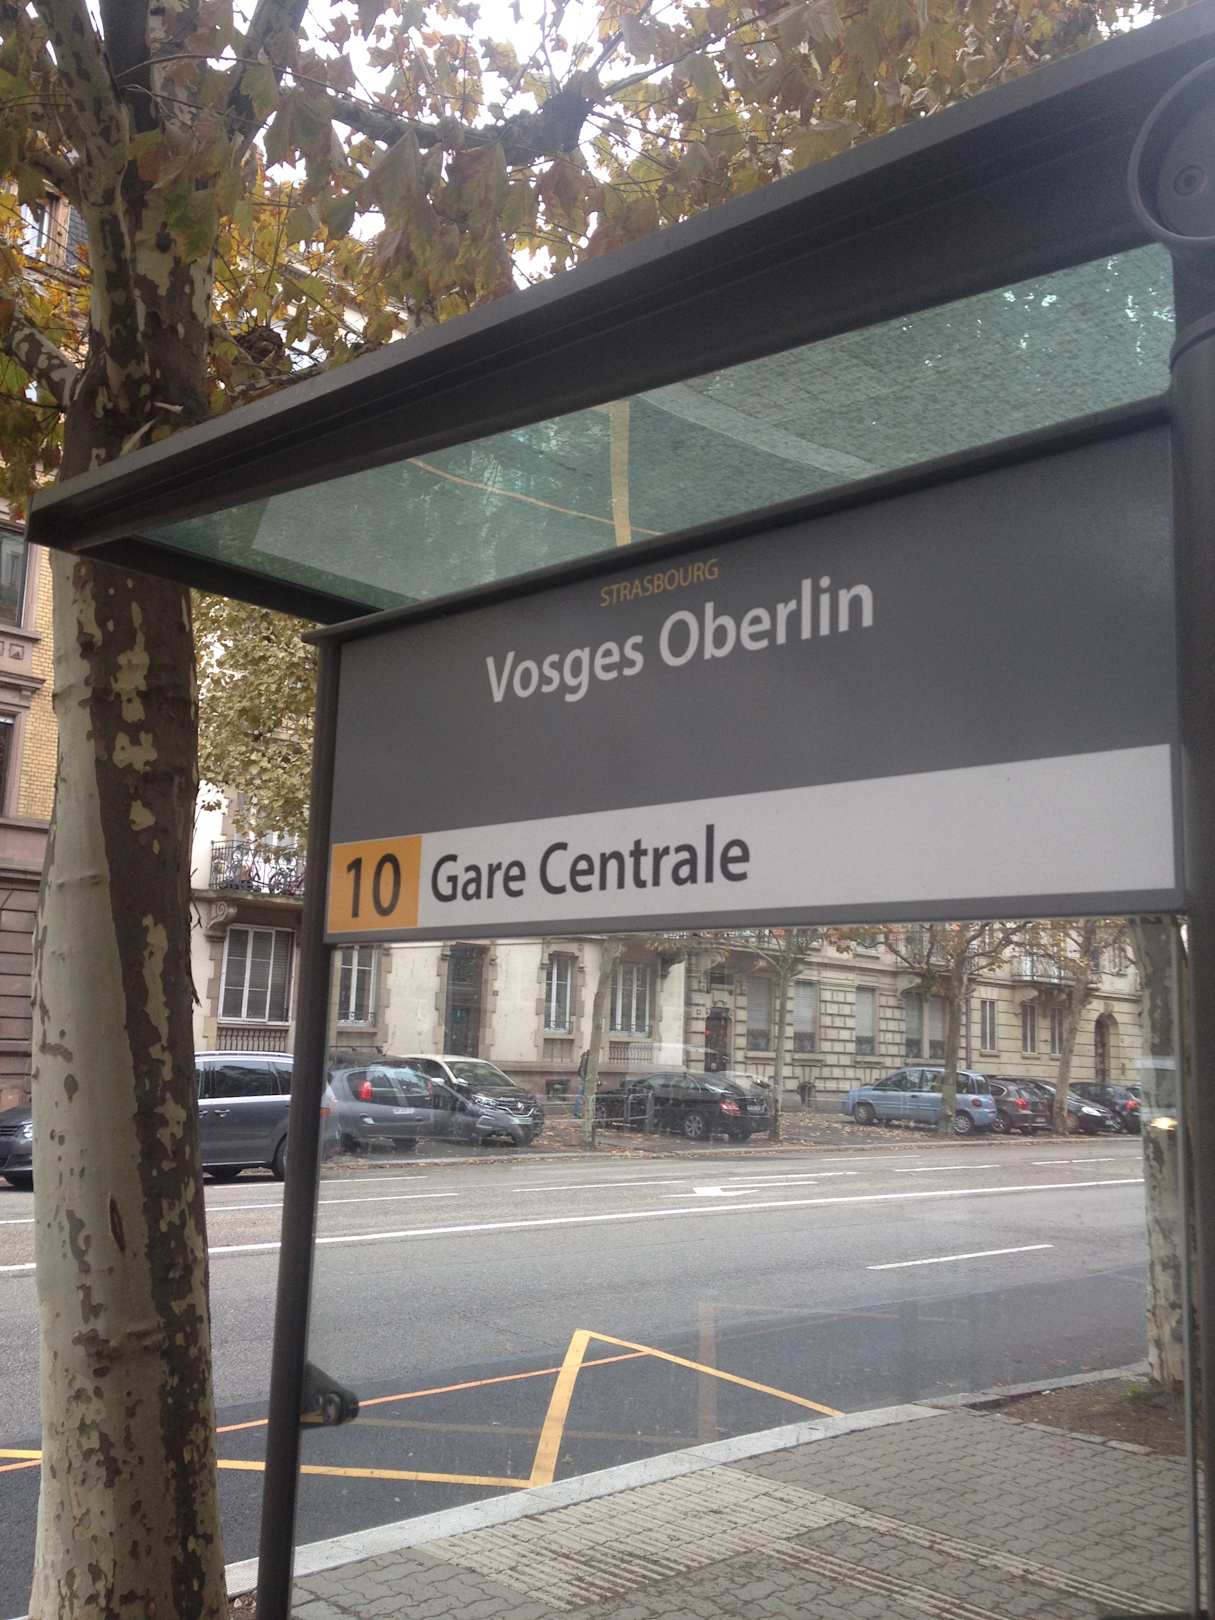 STRASBOURG
Vosges Oberlin
10 Gare Centrale